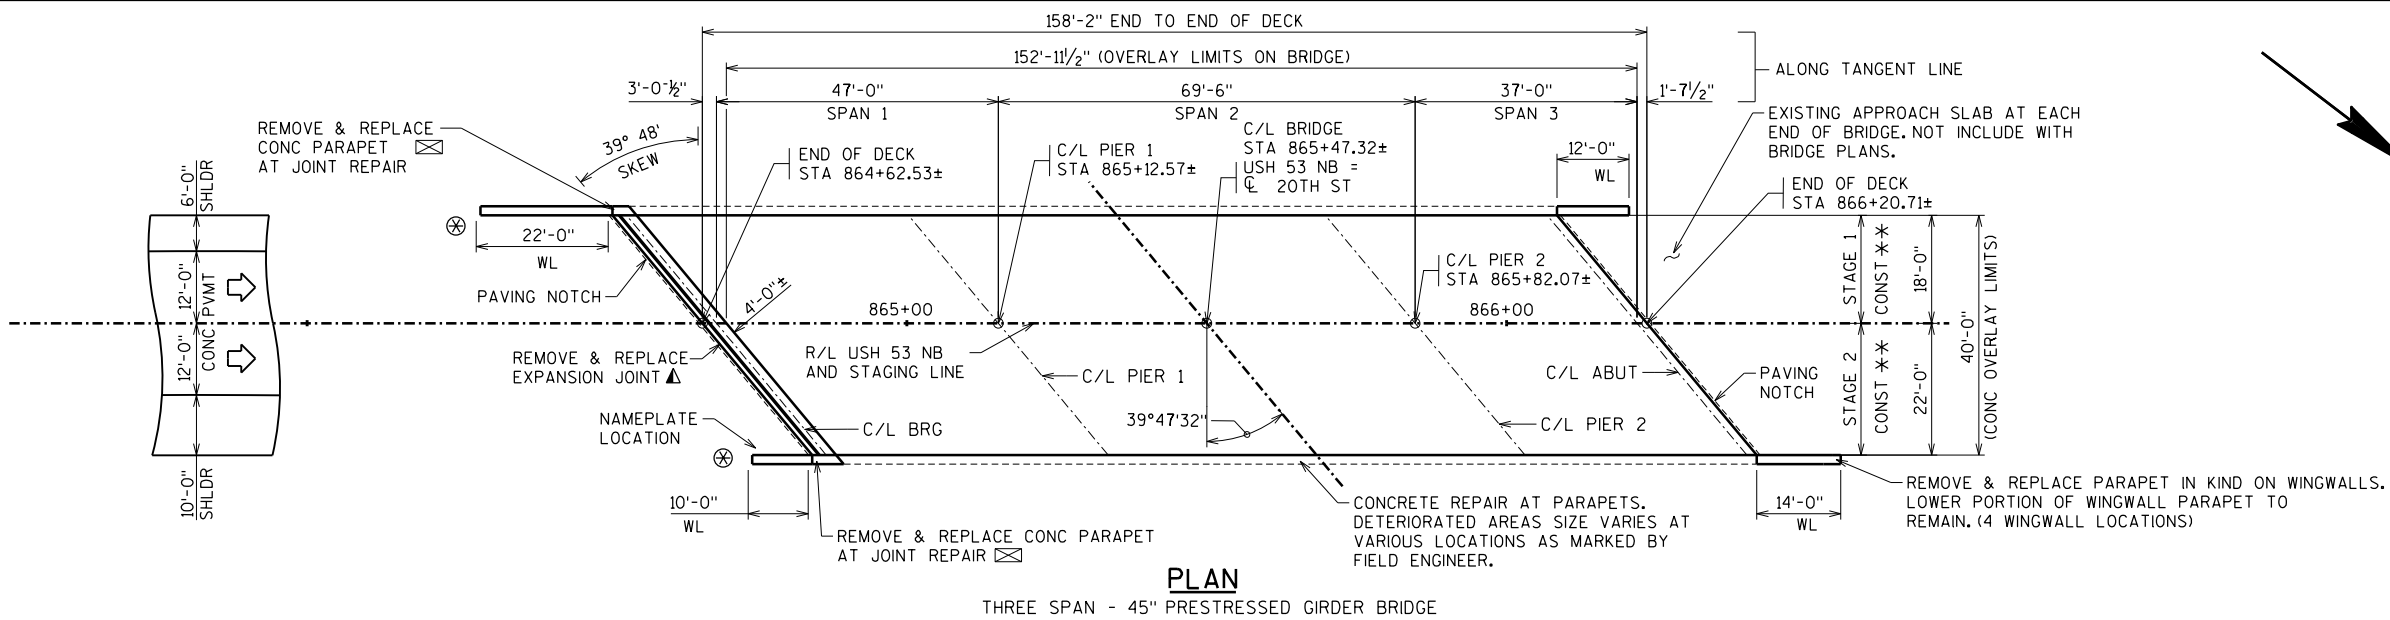 158'-2" END TO END OF DECK
152'-11½" (OVERLAY LIMITS ON BRIDGE)
ALONG TANGENT LINE
3'-0-½"
47'-0"
SPAN 1
69'-6"
SPAN 2
37'-0"
SPAN 3
1'-7½"
REMOVE & REPLACE
CONC PARAPET
AT JOINT REPAIR
39° 48'
SKEW
END OF DECK
STA 864+62.53±
C/L PIER 1
STA 865+12.57±
C/L BRIDGE
STA 865+47.32±
USH 53 NB =
℄ 20TH ST
12'-0"
WL
EXISTING APPROACH SLAB AT EACH
END OF BRIDGE. NOT INCLUDE WITH
BRIDGE PLANS.
END OF DECK
STA 866+20.71±
6'-0"
SHLDR
12'-0"
12'-0"
CONC PVMT
10'-0"
SHLDR
22'-0"
WL
PAVING NOTCH
4'-0"±
865+00
C/L PIER 2
STA 865+82.07±
866+00
STAGE 1
CONST **
18'-0"
STAGE 2
CONST **
22'-0"
40'-0"
(CONC OVERLAY LIMITS)
REMOVE & REPLACE
EXPANSION JOINT
R/L USH 53 NB
AND STAGING LINE
C/L PIER 1
C/L ABUT
PAVING
NOTCH
NAMEPLATE
LOCATION
C/L BRG
39°47'32"
C/L PIER 2
10'-0"
WL
REMOVE & REPLACE CONC PARAPET
AT JOINT REPAIR
CONCRETE REPAIR AT PARAPETS.
DETERIORATED AREAS SIZE VARIES AT
VARIOUS LOCATIONS AS MARKED BY
FIELD ENGINEER.
14'-0"
WL
REMOVE & REPLACE PARAPET IN KIND ON WINGWALLS.
LOWER PORTION OF WINGWALL PARAPET TO
REMAIN. (4 WINGWALL LOCATIONS)
PLAN
THREE SPAN - 45" PRESTRESSED GIRDER BRIDGE